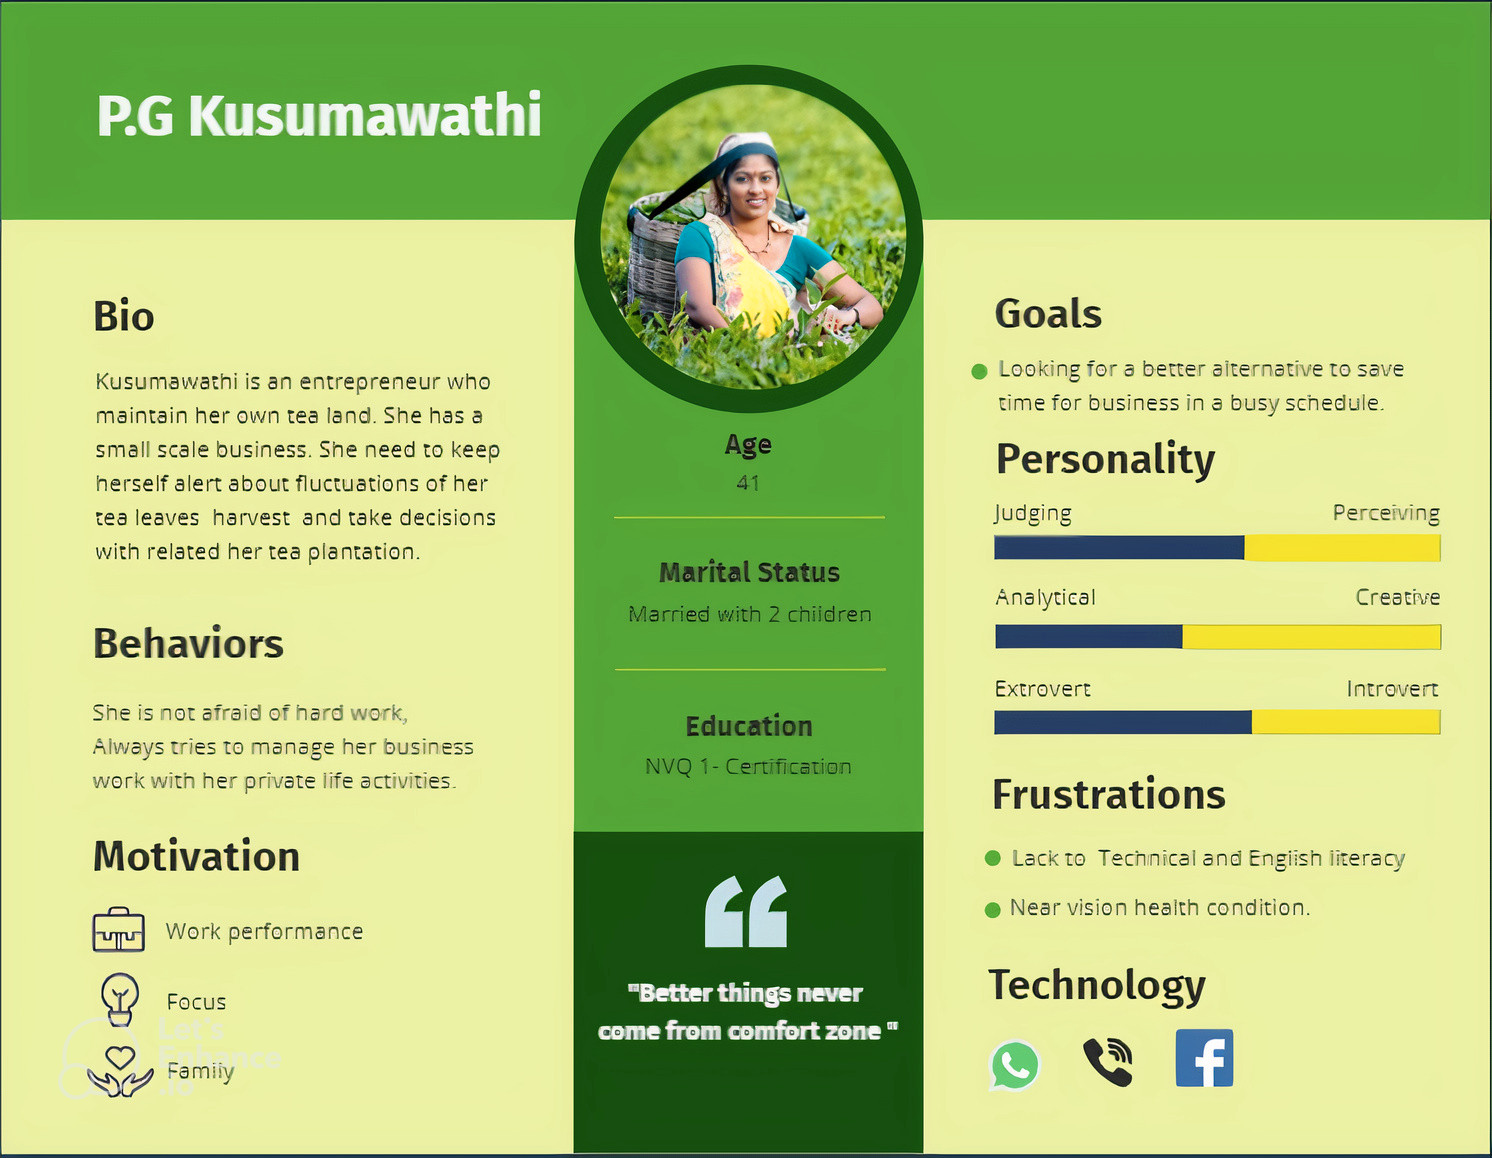 P.G Kusumawathi
Bio
Kusumawathi is an entrepreneur who
maintain her own tea land. She has a
small scale business. She need to keep
herself alert about fluctuations of her
tea leaves harvest and take decisions
with related her tea plantation.
Behaviors
She is not afraid of hard work,
Always tries to manage her business
work with her private life activities.
Motivation
Work performance
Focus
Family
Let's
Enhance
.io
Age
41
Marital Status
Married with 2 children
Education
NVQ 1- Certification
"Better things never
come from comfort zone "
Goals
Looking for a better alternative to save
time for business in a busy schedule.
Personality
Judging Perceiving
Analytical Creative
Extrovert Introvert
Frustrations
Lack to Technical and English literacy
Near vision health condition.
Technology